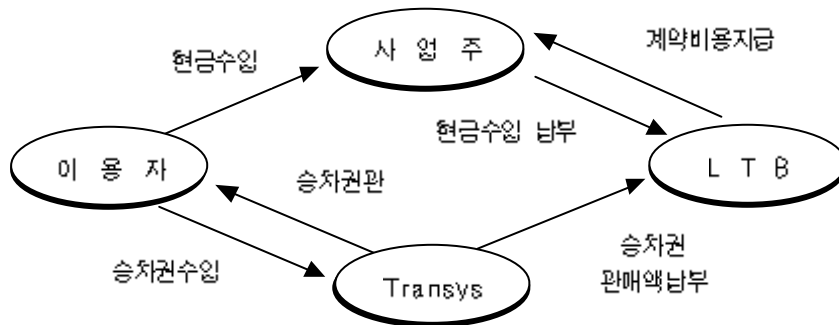 사 업 주
계약비용지급
현금수입
현금수입 납부
이 용 자
L T B
승차권관
승차권수입
Transys
승차권
판매액납부